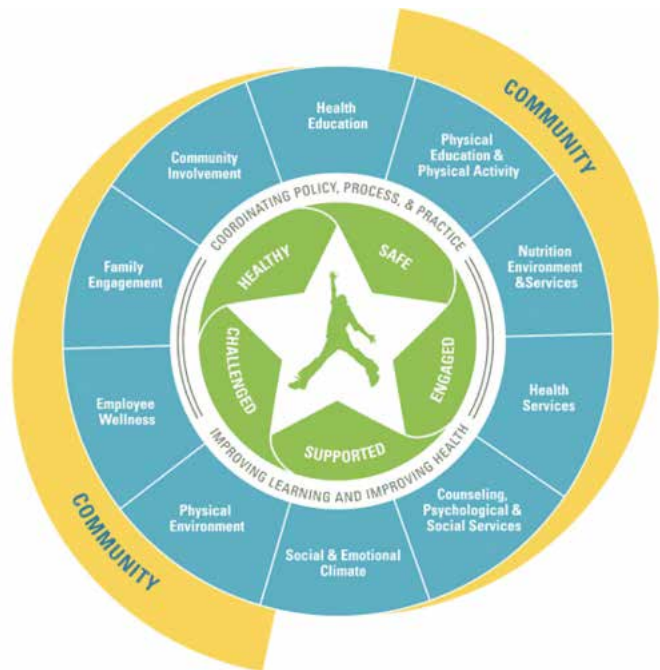 COMMUNITY
Health
Education
Physical
Education &
Physical Activity
Nutrition
Environment
&Services
Health
Services
Counseling,
Psychological &
Social Services
Social & Emotional
Climate
Physical
Environment
Employee
Wellness
Family
Engagement
Community
Involvement
COORDINATING POLICY, PROCESS, & PRACTICE
IMPROVING LEARNING AND IMPROVING HEALTH
HEALTHY
SAFE
ENGAGED
SUPPORTED
CHALLENGED
COMMUNITY